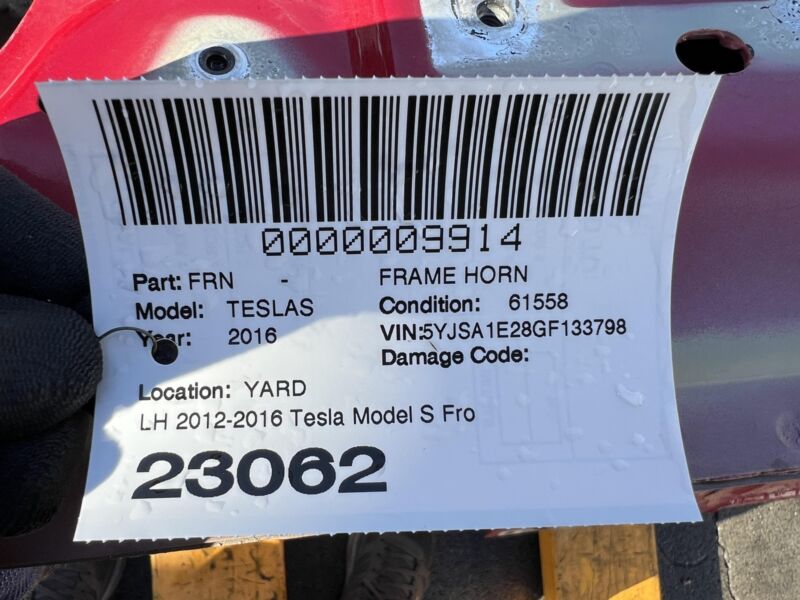 0000009914
Part: FRN - FRAME HORN
Model: TESLAS Condition: 61558
Year: 2016 VIN:5YJSA1E28GF133798
Damage Code:
Location: YARD
LH 2012-2016 Tesla Model S Fro
23062